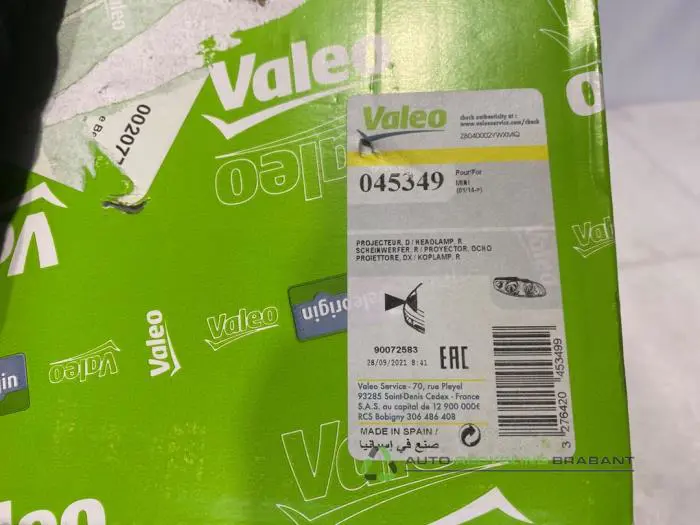 Valeo
00207
Valeo
Valeo
check authenticity at :
www.valeoservice.com/check
ZB040002YWXMIQ
045349
Pour/For
MINI
(01/14->)
PROJECTEUR, D / HEADLAMP, R
SCHEINWERFER, R / PROYECTOR, DCHO
PROIETTORE, DX / KOPLAMP, R
90072583
28/09/2021 8:41
EAC
Valeo Service - 70, rue Pleyel
93285 Saint-Denis Cedex - France
S.A.S. au capital de 12 900 000€
RCS Bobigny 306 486 408
MADE IN SPAIN /
صنع في إسبانيا
3 276420 453499
Valeo
Valeo
Valeo
Valeo
Valeo
AUTO RECYCLING BRABANT